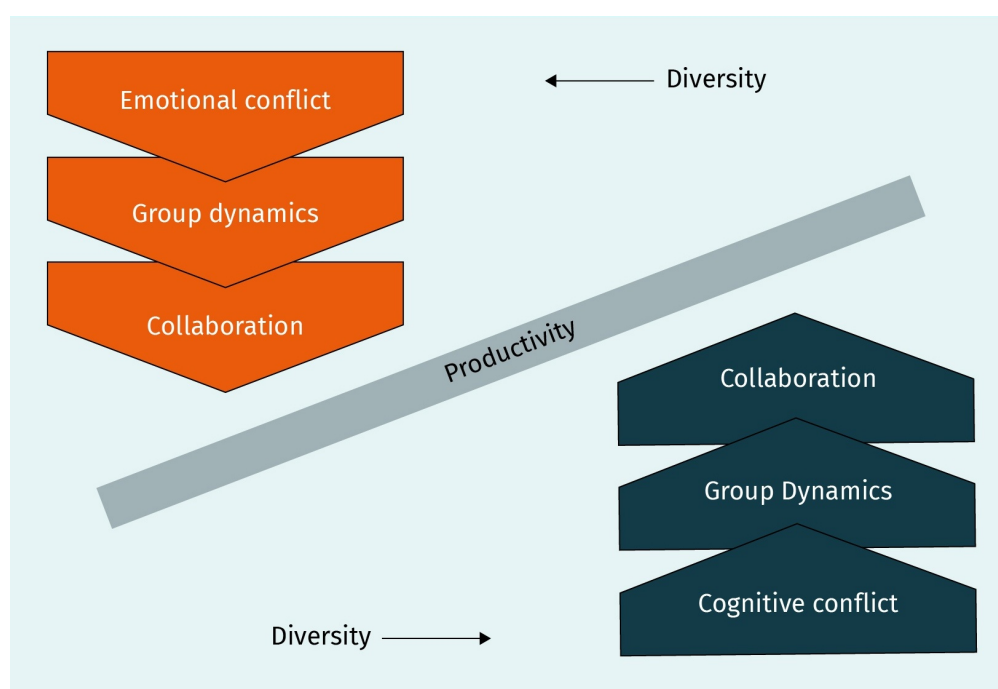 Emotional conflict
Diversity
Group dynamics
Collaboration
Productivity
Collaboration
Group Dynamics
Cognitive conflict
Diversity